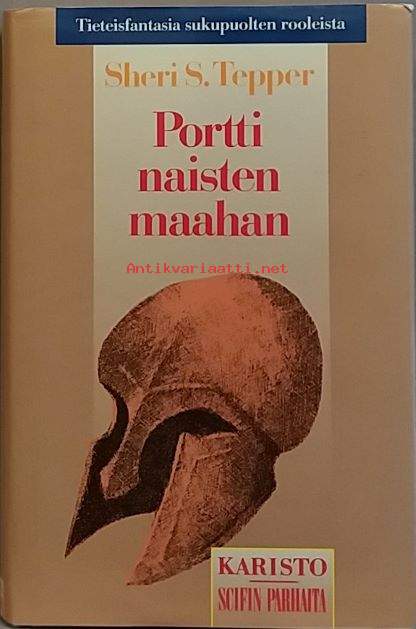 Tieteisfantasia sukupuolten rooleista
Sheri S. Tepper
Portti
naisten
maahan
Antikvariaatti.net
KARISTO
SCIFIN PARHAITA